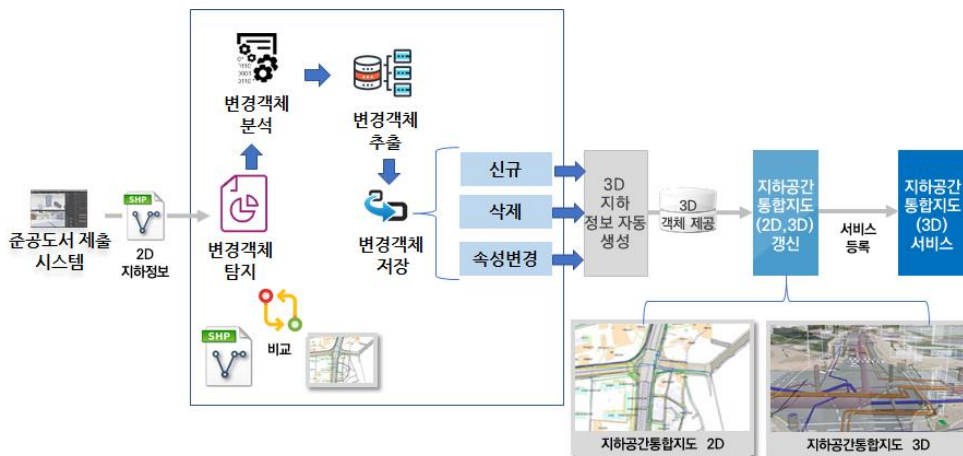 준공도서 제출
시스템
SHP
2D
지하정보
변경객체
탐지
변경객체
분석
변경객체
추출
변경객체
저장
SHP
비교
신규
삭제
속성변경
3D
지하
정보 자동
생성
3D
객체 제공
지하공간
통합지도
(2D,3D)
갱신
서비스
등록
지하공간
통합지도
(3D)
서비스
지하공간통합지도 2D
지하공간통합지도 3D